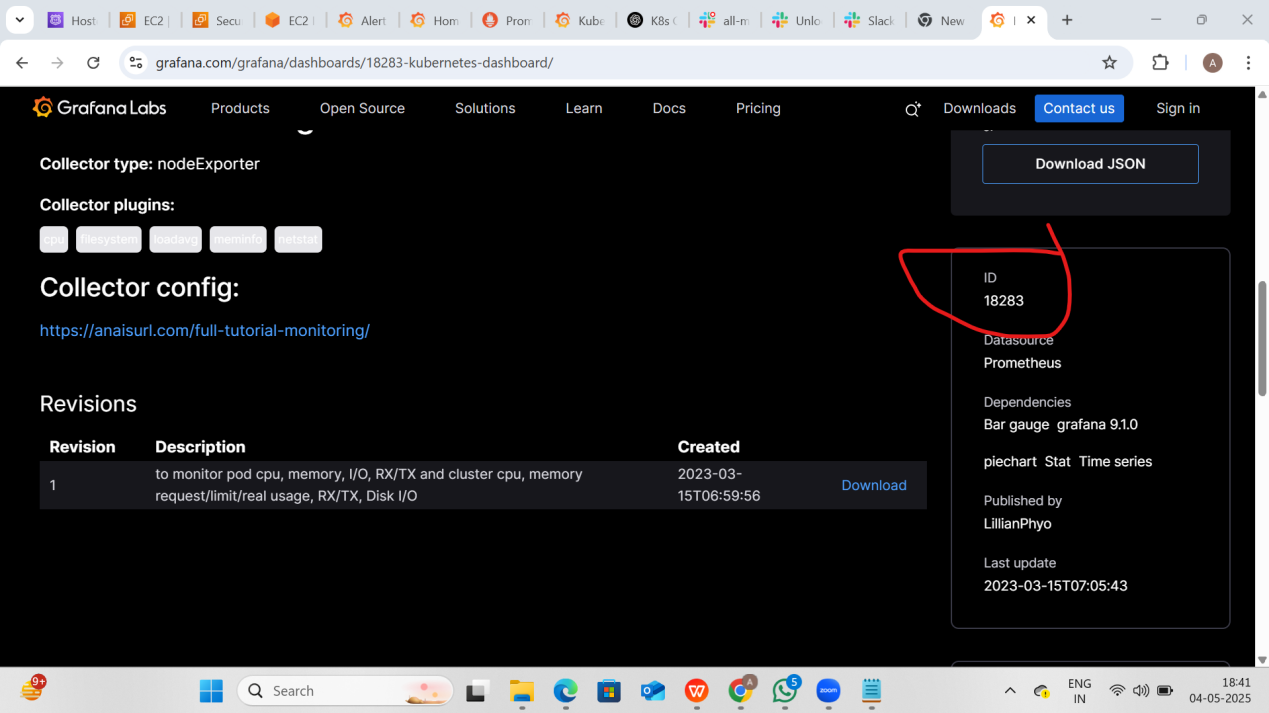 Host
EC2
Secu
EC2
Alert
Hom
Prom
Kube
K8s
all-n
Unlo
Slack
New
grafana.com/grafana/dashboards/18283-kubernetes-dashboard/
A
Grafana Labs
Products
Open Source
Solutions
Learn
Docs
Pricing
Downloads
Contact us
Sign in
Collector type: nodeExporter
Download JSON
Collector plugins:
cpu filesystem loadavg meminfo netstat
Collector config:
https://anaisurl.com/full-tutorial-monitoring/
ID
18283
Datasource
Prometheus
Dependencies
Bar gauge grafana 9.1.0
piechart Stat Time series
Published by
LillianPhyo
Last update
2023-03-15T07:05:43
Revisions
Revision Description Created
1 to monitor pod cpu, memory, I/O, RX/TX and cluster cpu, memory
request/limit/real usage, RX/TX, Disk I/O
2023-03-
15T06:59:56
Download
9+
Search
A
5
zoom
ENG
IN
18:41
04-05-2025